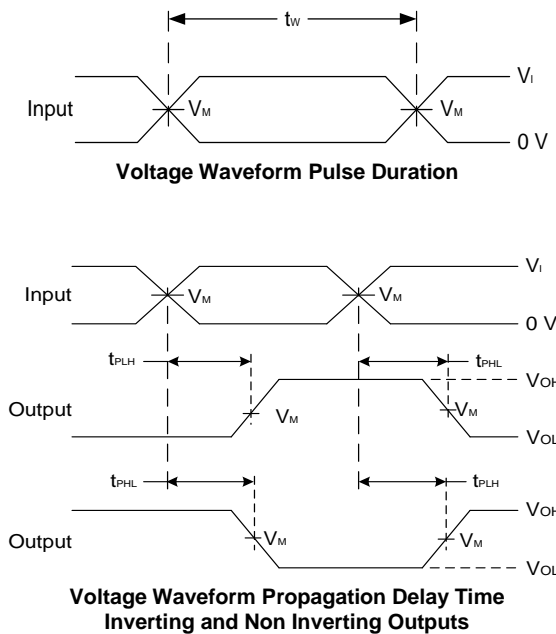 tW
VI
Input VM VM
0 V
Voltage Waveform Pulse Duration
VI
Input VM VM
0 V
tPLH tPHL
VOH
Output VM VM
VOL
tPHL tPLH
VOH
Output VM VM
VOL
Voltage Waveform Propagation Delay Time
Inverting and Non Inverting Outputs